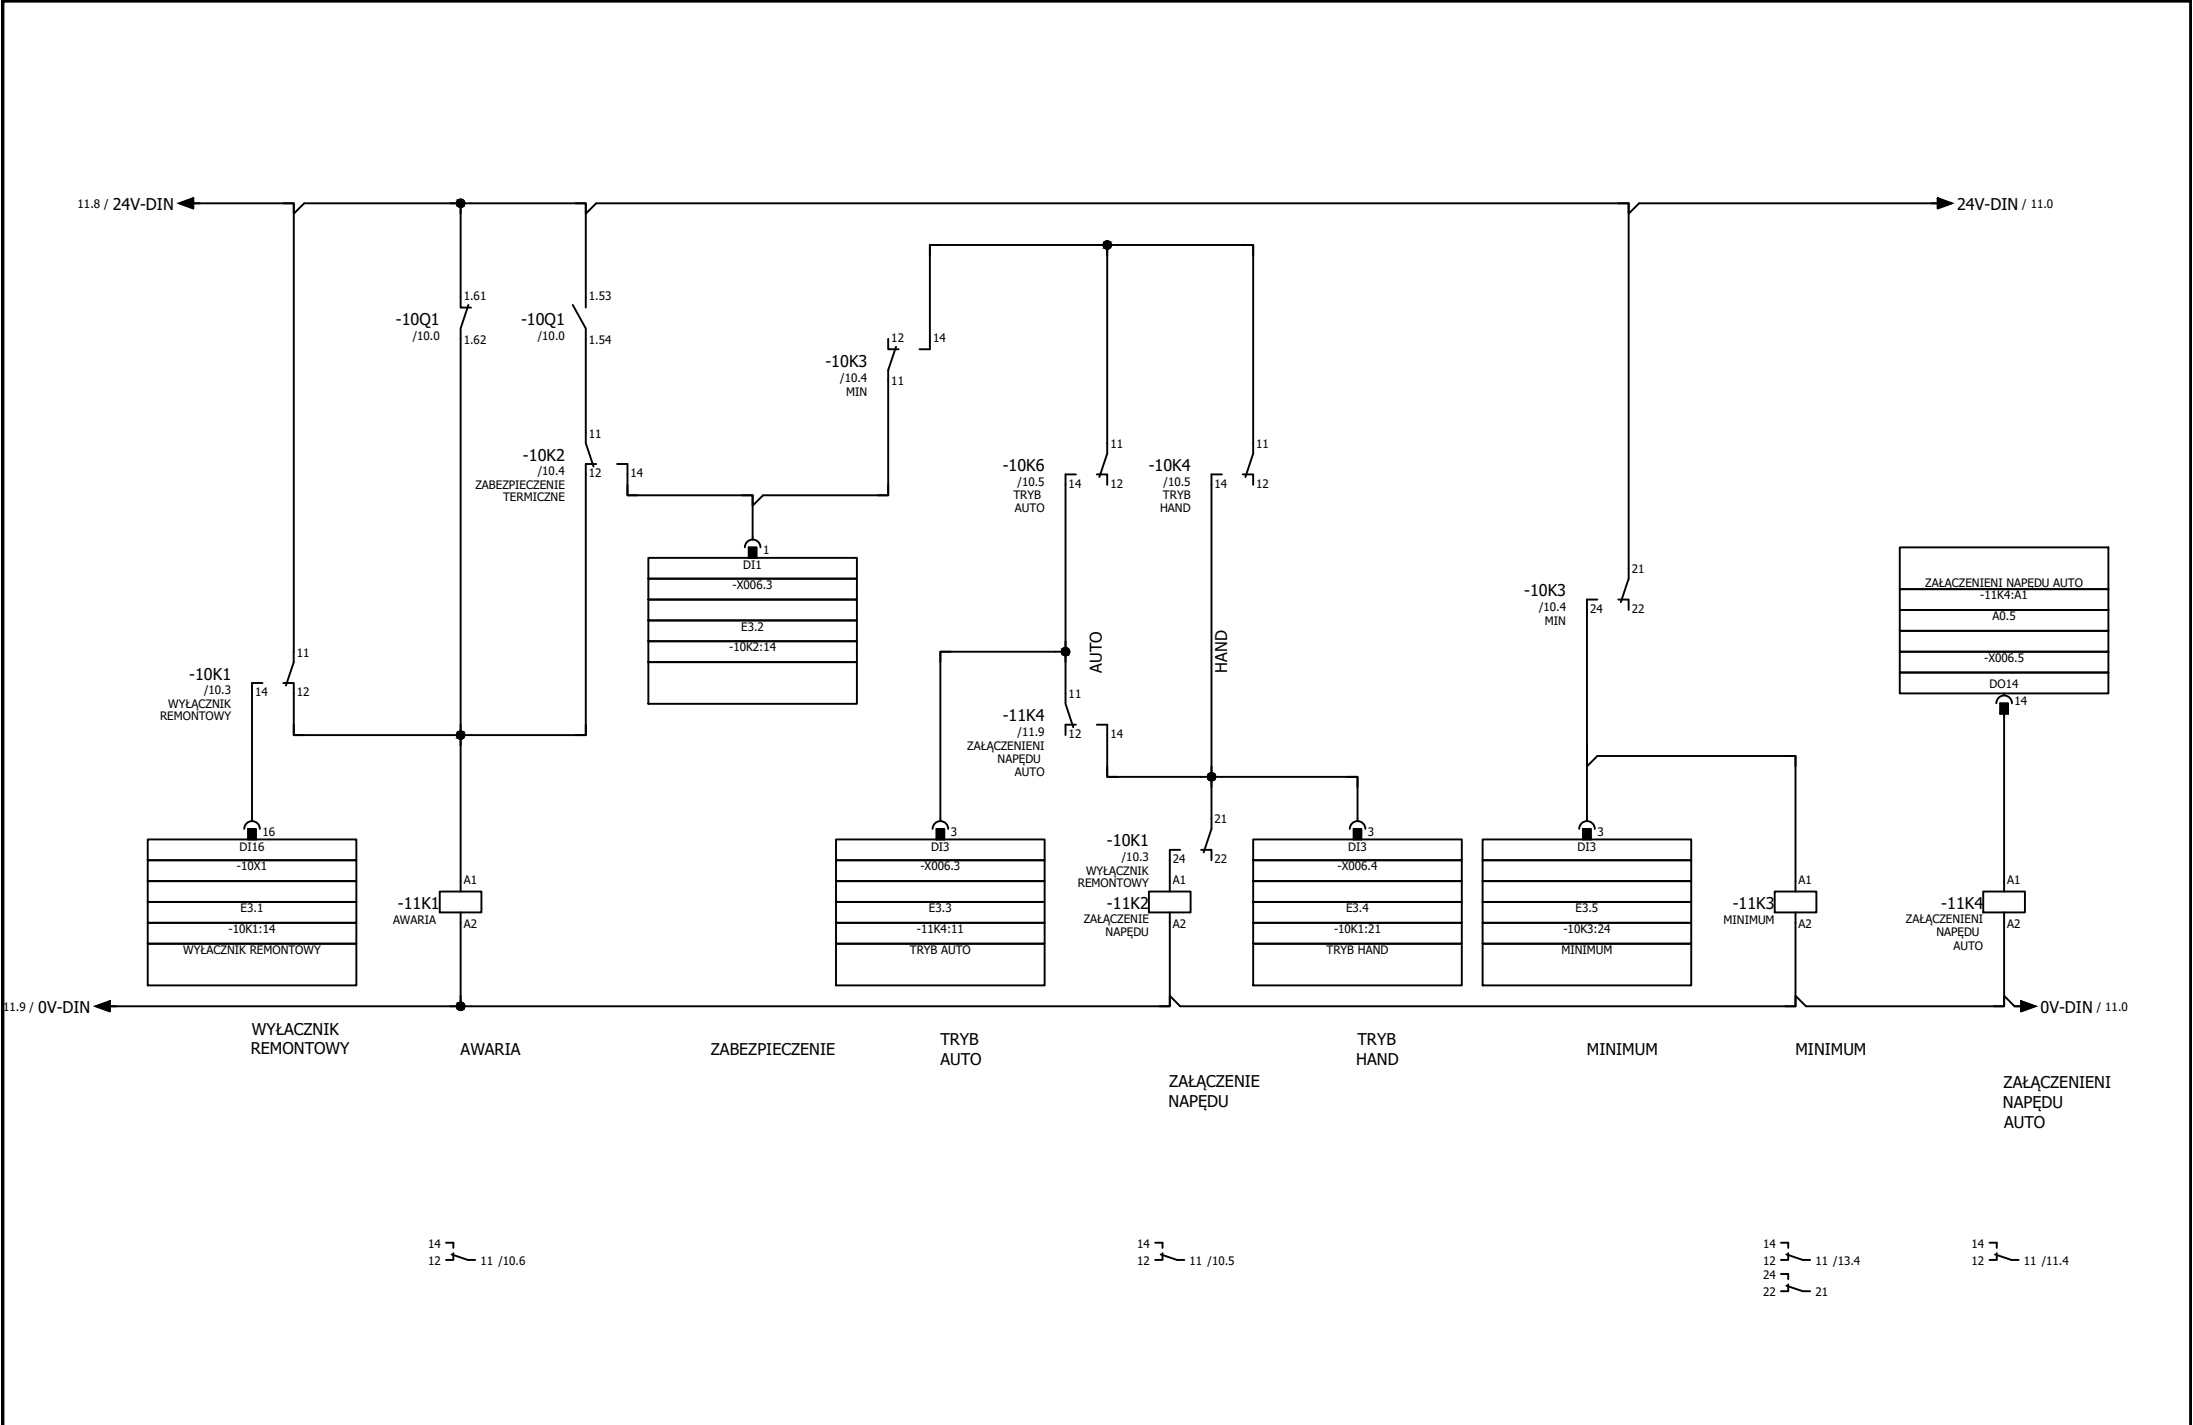 11.8 / 24V-DIN
24V-DIN / 11.0
1.61
-10Q1
/10.0
1.62
1.53
-10Q1
/10.0
1.54
12
14
-10K3
/10.4
MIN
11
11
-10K2
/10.4
ZABEZPIECZENIE
TERMICZNE
12
14
11
-10K6
/10.5
TRYB
AUTO
14
12
11
-10K4
/10.5
TRYB
HAND
14
12
1
DI1
-X006.3
E3.2
-10K2:14
21
-10K3
/10.4
MIN
24
22
ZAŁĄCZENIENI NAPĘDU AUTO
-11K4:A1
A0.5
-X006.5
DO14
14
AUTO
HAND
11
-10K1
/10.3
WYŁĄCZNIK
REMONTOWY
14
12
11
-11K4
/11.9
ZAŁĄCZENIENI
NAPĘDU
AUTO
12
14
16
DI16
-10X1
E3.1
-10K1:14
WYŁĄCZNIK REMONTOWY
A1
-11K1
AWARIA
A2
3
DI3
-X006.3
E3.3
-11K4:11
TRYB AUTO
21
-10K1
/10.3
WYŁĄCZNIK
REMONTOWY
24
22
A1
-11K2
ZAŁĄCZENIE
NAPĘDU
A2
3
DI3
-X006.4
E3.4
-10K1:21
TRYB HAND
3
DI3
E3.5
-10K3:24
MINIMUM
A1
-11K3
MINIMUM
A2
A1
-11K4
ZAŁĄCZENIENI
NAPĘDU
AUTO
A2
11.9 / 0V-DIN
0V-DIN / 11.0
WYŁACZNIK
REMONTOWY
AWARIA
ZABEZPIECZENIE
TRYB
AUTO
ZAŁĄCZENIE
NAPĘDU
TRYB
HAND
MINIMUM
MINIMUM
ZAŁĄCZENIENI
NAPĘDU
AUTO
14
12 11 /10.6
14
12 11 /10.5
14
12 11 /13.4
24
22 21
14
12 11 /11.4